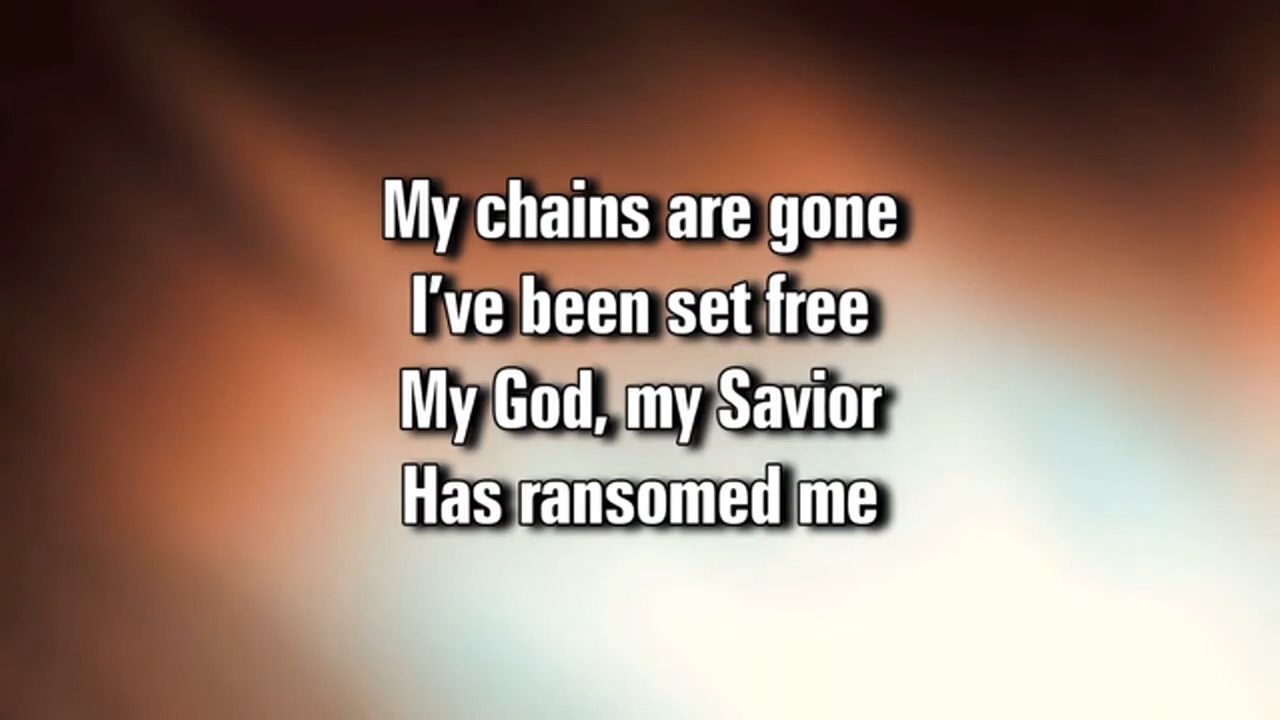 My chains are gone
I've been set free
My God, my Savior
Has ransomed me